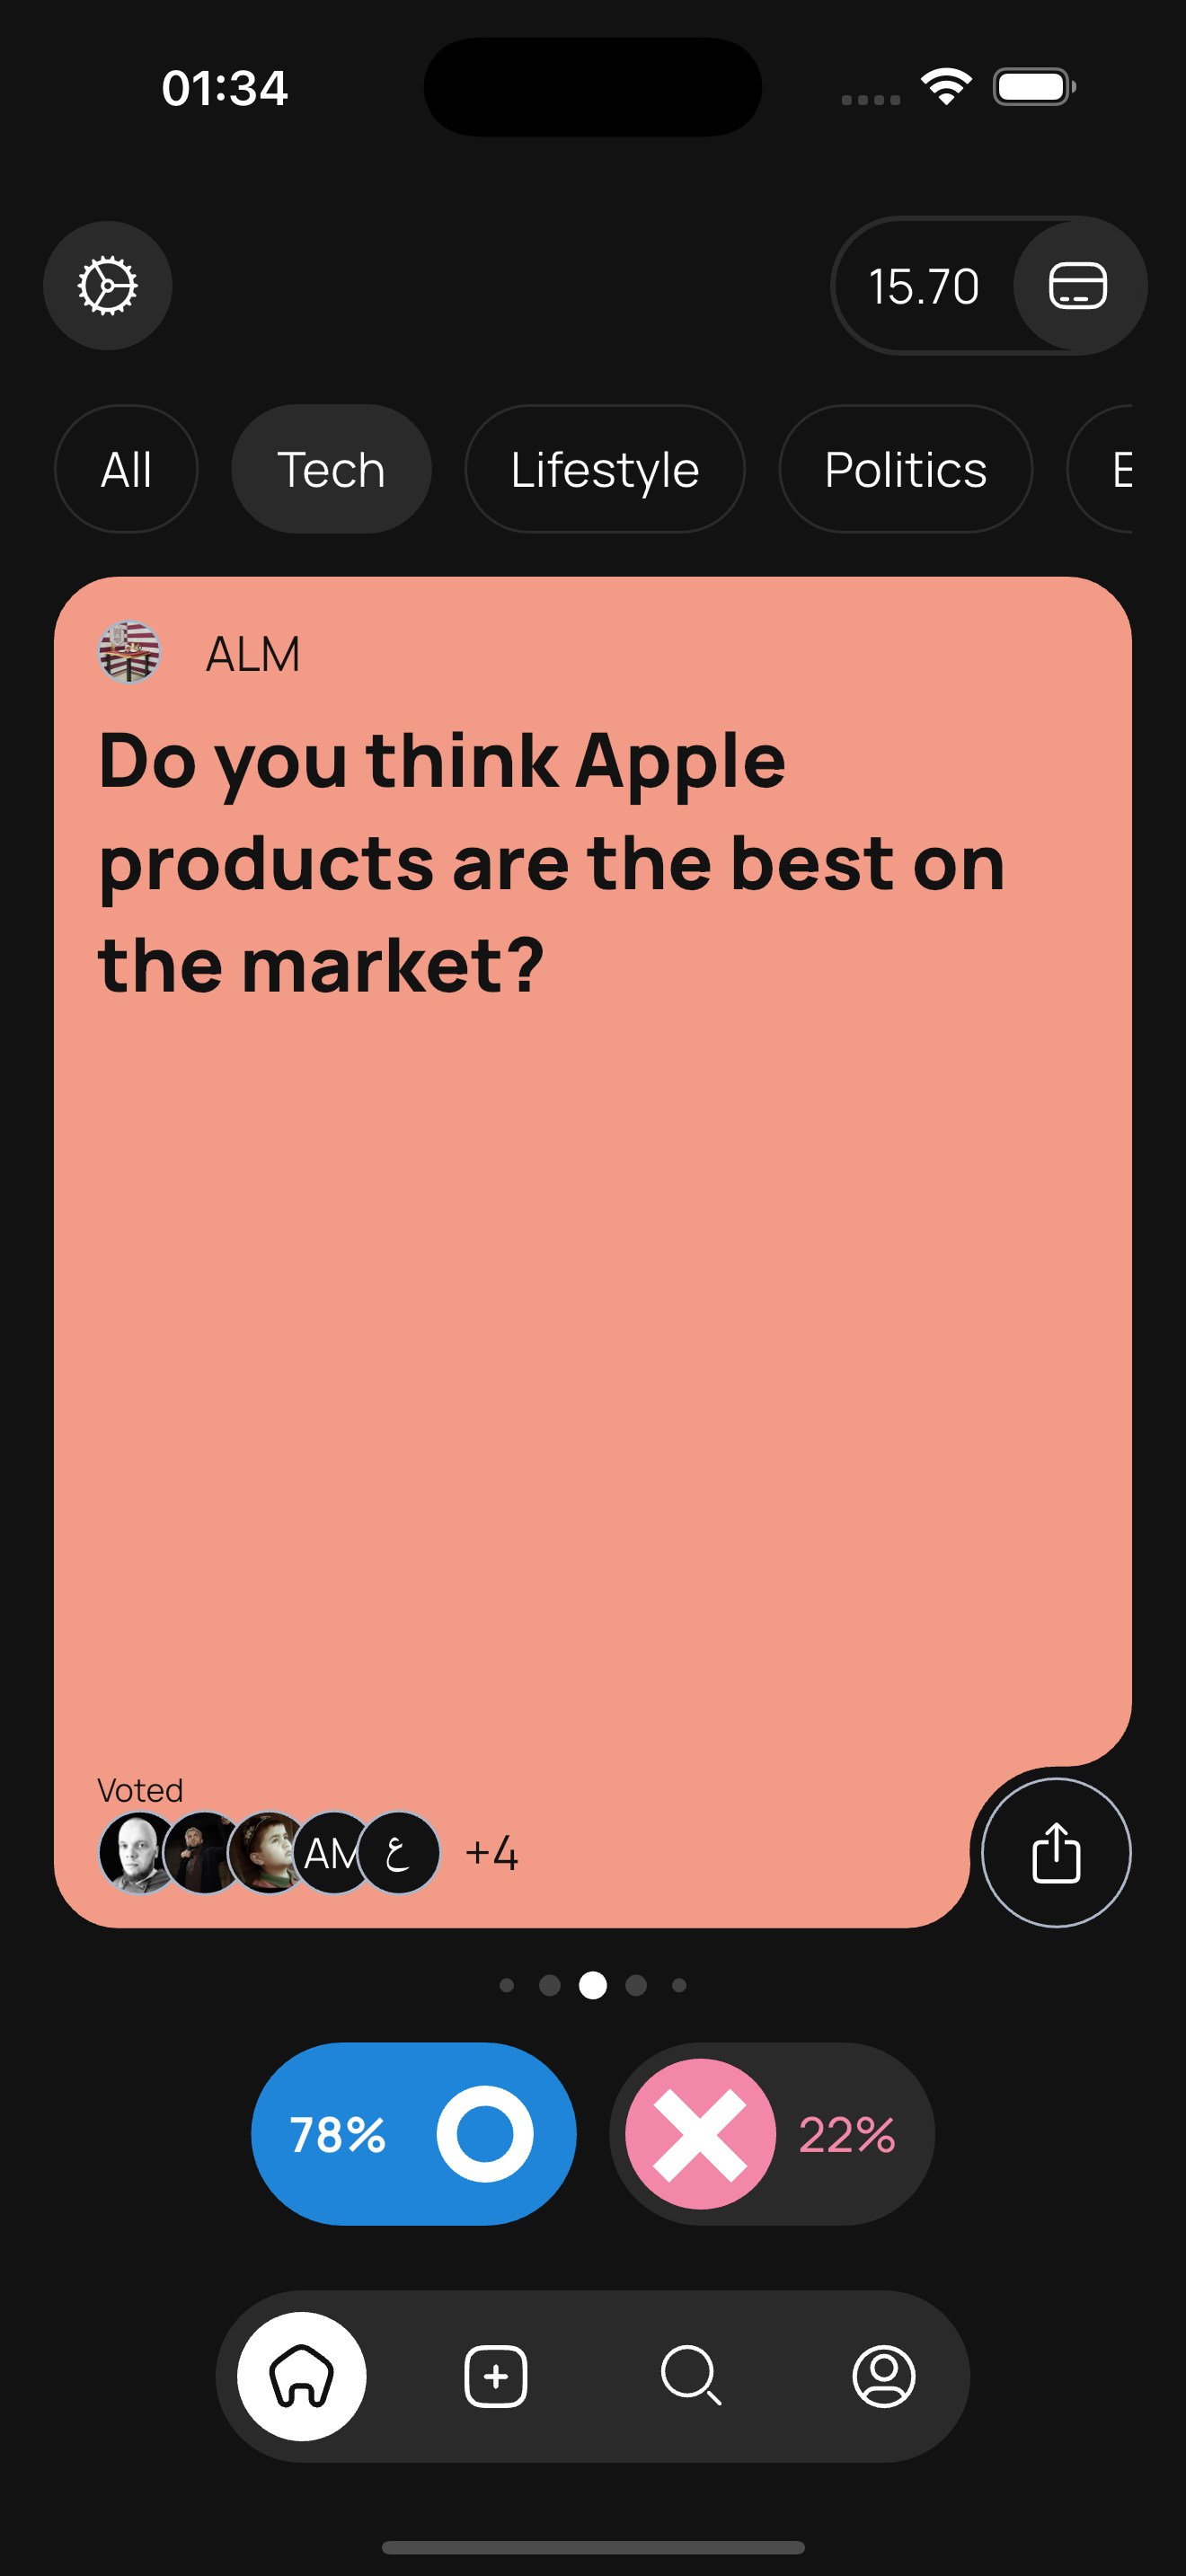 01:34
15.70
All Tech Lifestyle Politics
ALM
Do you think Apple
products are the best on
the market?
Voted
AM ع +4
78% 22%